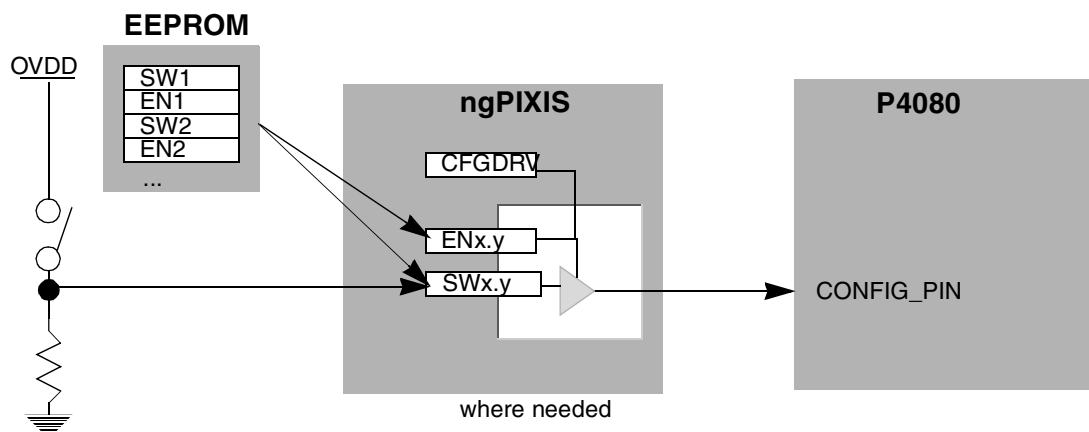 EEPROM
OVDD
SW1
EN1
SW2
EN2
...
ngPIXIS
P4080
CFGDRV
ENx.y
SWx.y
CONFIG_PIN
where needed